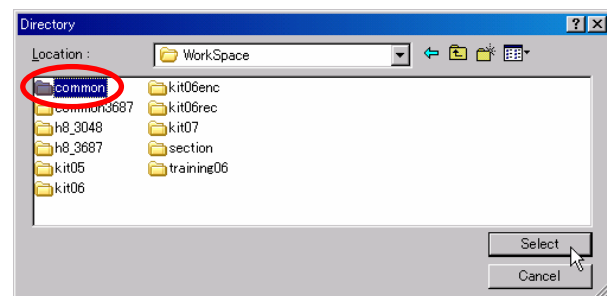 Directory
Location : WorkSpace
common kit06enc
common3687 kit06rec
h8_3048 kit07
h8_3687 section
kit05 training06
kit06
Select
Cancel